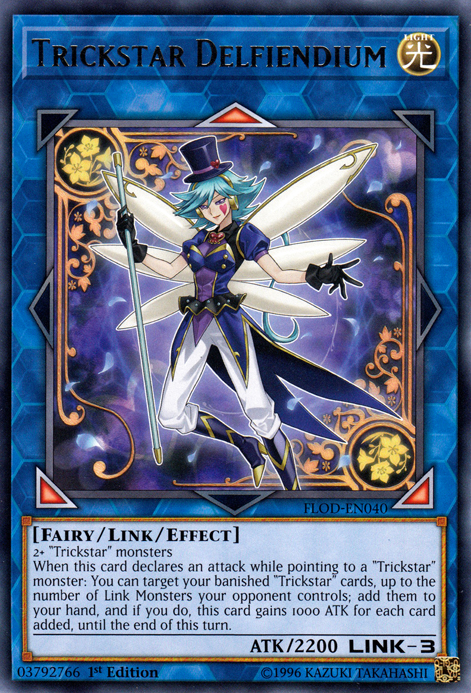 TRICKSTAR DELFIENDIUM
LIGHT
光
FLOD-EN040
[FAIRY/LINK/EFFECT]
2+ "Trickstar" monsters
When this card declares an attack while pointing to a "Trickstar"
monster: You can target your banished "Trickstar" cards, up to the
number of Link Monsters your opponent controls; add them to
your hand, and if you do, this card gains 1000 ATK for each card
added, until the end of this turn.
ATK/2200 LINK-3
03792766 1st Edition ©1996 KAZUKI TAKAHASHI